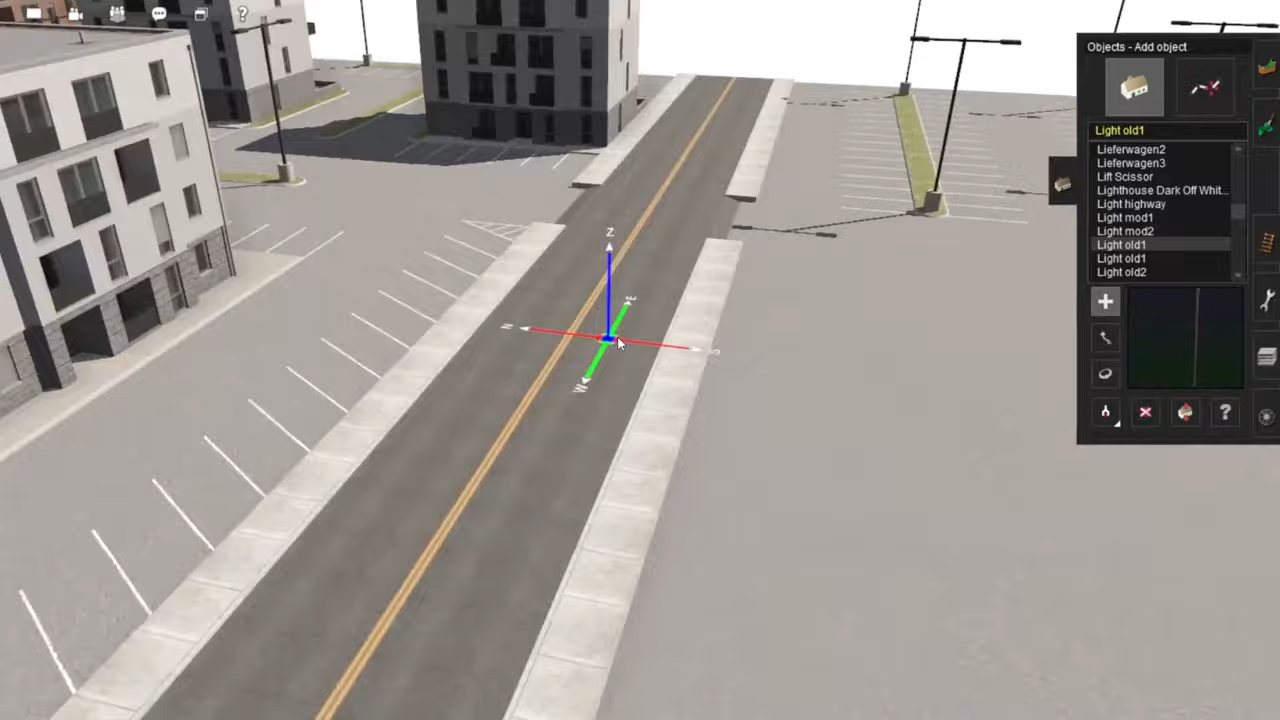 ?
Objects - Add object
Light old1
Lieferwagen2
Lieferwagen3
Lift Scissor
Lighthouse Dark Off Whit...
Light highway
Light mod1
Light mod2
Light old1
Light old1
Light old2
Z
N
E
S
W
?